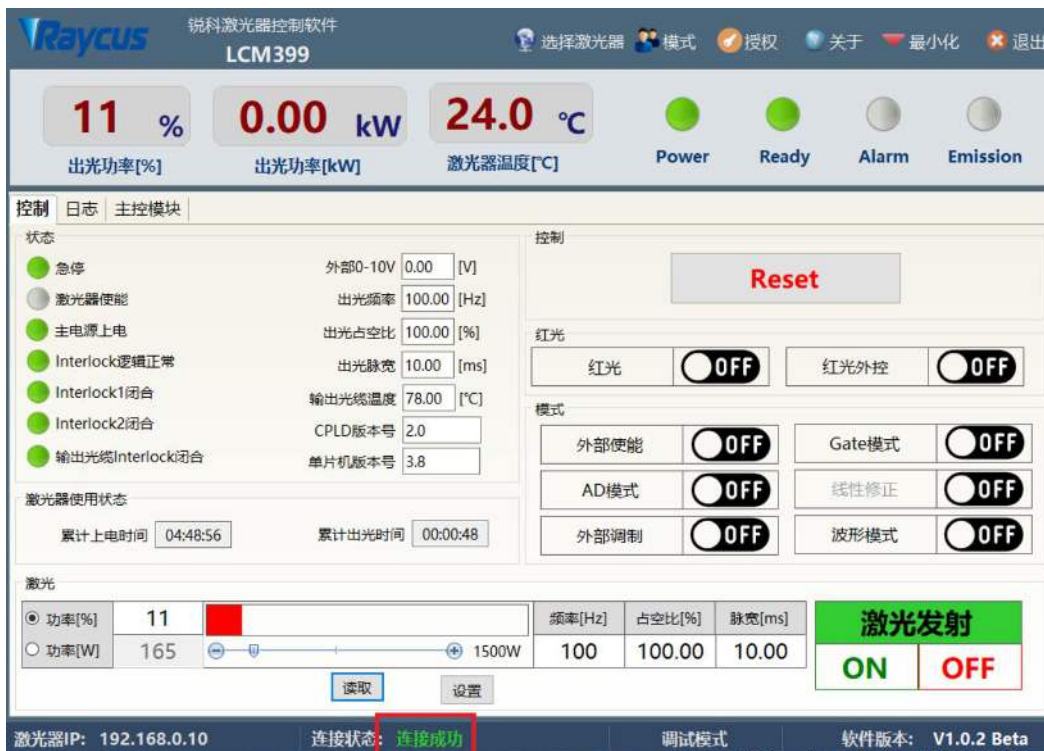 Raycus 锐科激光器控制软件
LCM399
选择激光器 模式 授权 关于 最小化 退出
11 % 0.00 kW 24.0 ℃
出光功率[%] 出光功率[kW] 激光器温度[℃] Power Ready Alarm Emission
控制 日志 主控模块
状态
急停 外部0-10V 0.00 [V]
激光器使能 出光频率 100.00 [Hz]
主电源上电 出光占空比 100.00 [%]
Interlock逻辑正常 出光脉宽 10.00 [ms]
Interlock1闭合 输出光缆温度 78.00 [℃]
Interlock2闭合 CPLD版本号 2.0
输出光缆Interlock闭合 单片机版本号 3.8
控制
Reset
红光
红光 OFF 红光外控 OFF
模式
外部使能 OFF Gate模式 OFF
AD模式 OFF 线性修正 OFF
外部调制 OFF 波形模式 OFF
激光器使用状态
累计上电时间 04:48:56 累计出光时间 00:00:48
激光
功率[%] 11 频率[Hz] 占空比[%] 脉宽[ms] 激光发射
功率[W] 165 1500W 100 100.00 10.00 ON OFF
读取 设置
激光器IP: 192.168.0.10 连接状态: 连接成功 调试模式 软件版本: V1.0.2 Beta